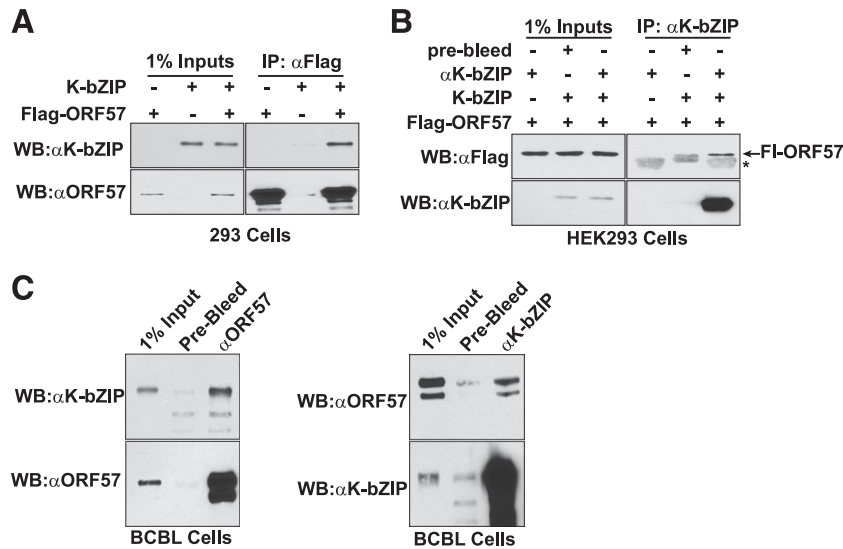 A
1% Inputs IP: αFlag
K-bZIP - + + - + +
Flag-ORF57 + - + + - +
WB:αK-bZIP
WB:αORF57
293 Cells
B
1% Inputs IP: αK-bZIP
pre-bleed - + - - + -
αK-bZIP + - + + - +
K-bZIP - + + - + +
Flag-ORF57 + + + + + +
WB:αFlag
Fl-ORF57
*
WB:αK-bZIP
HEK293 Cells
C
1% Input Pre-Bleed αORF57
WB:αK-bZIP
WB:αORF57
BCBL Cells
1% Input Pre-Bleed αK-bZIP
WB:αORF57
WB:αK-bZIP
BCBL Cells